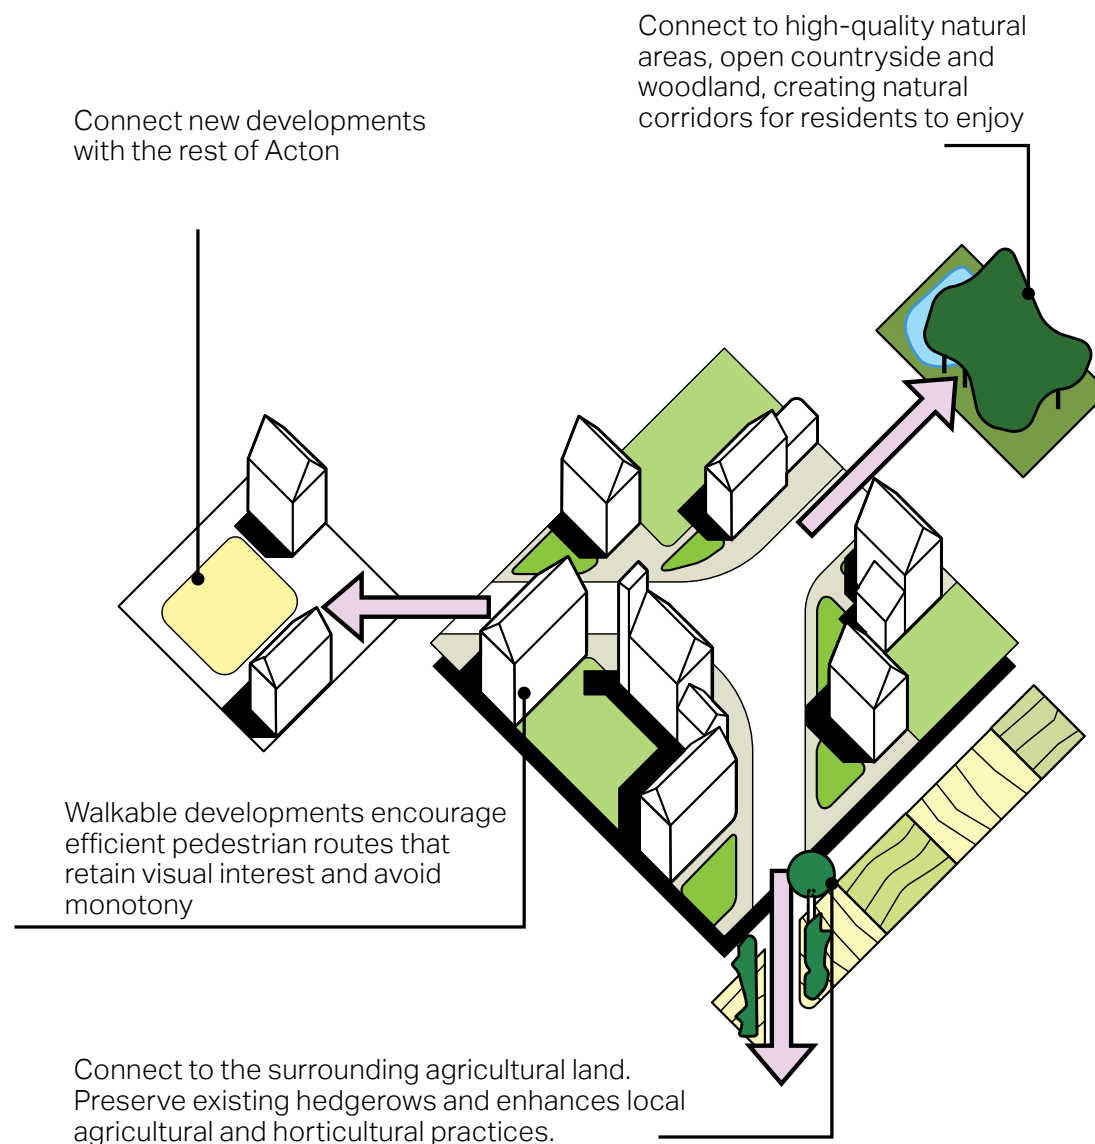 Connect to high-quality natural
areas, open countryside and
woodland, creating natural
corridors for residents to enjoy
Connect new developments
with the rest of Acton
Walkable developments encourage
efficient pedestrian routes that
retain visual interest and avoid
monotony
Connect to the surrounding agricultural land.
Preserve existing hedgerows and enhances local
agricultural and horticultural practices.